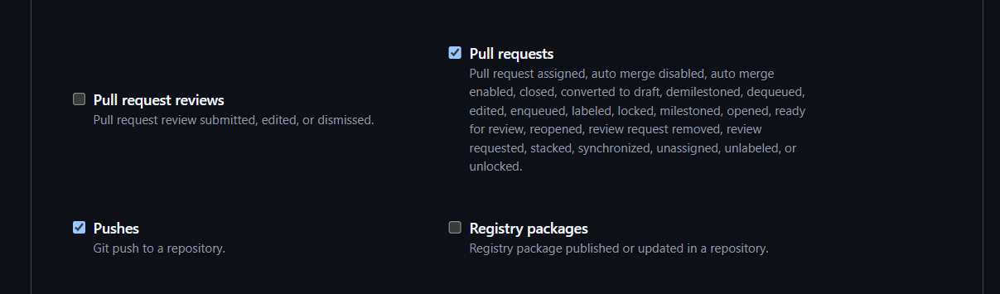 Pull request reviews
Pull request review submitted, edited, or dismissed.
Pull requests
Pull request assigned, auto merge disabled, auto merge
enabled, closed, converted to draft, demilestoned, dequeued,
edited, enqueued, labeled, locked, milestoned, opened, ready
for review, reopened, review request removed, review
requested, stacked, synchronized, unassigned, unlabeled, or
unlocked.
Pushes
Git push to a repository.
Registry packages
Registry package published or updated in a repository.